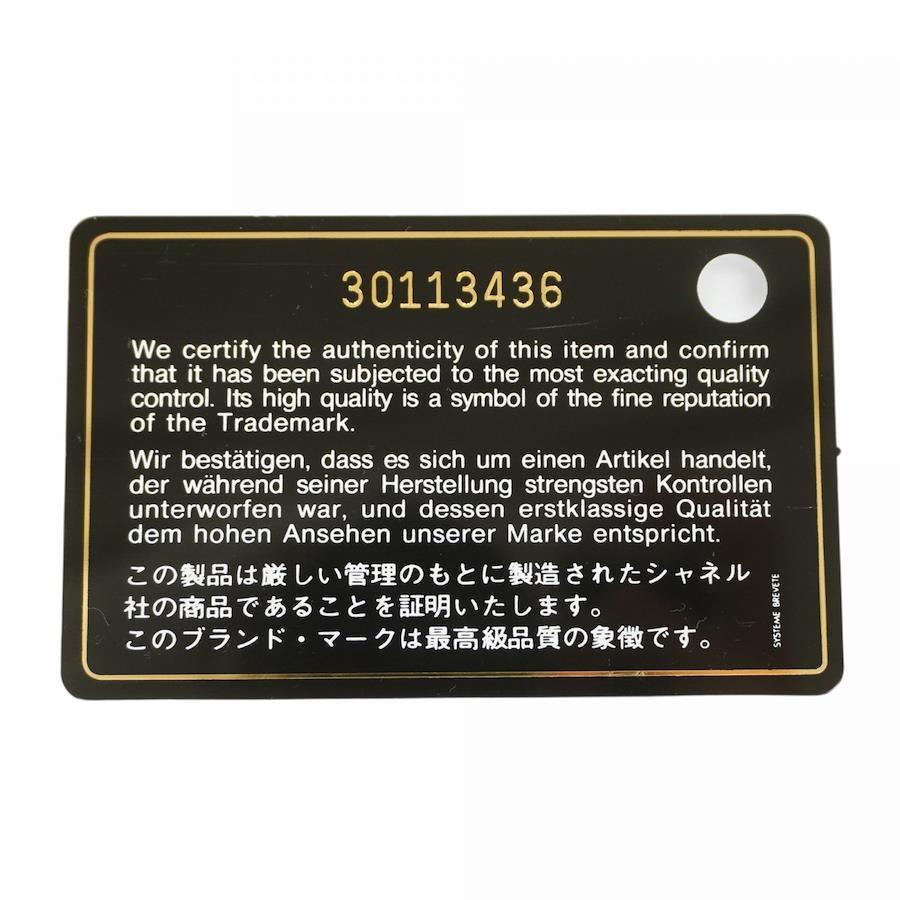 30113436
We certify the authenticity of this item and confirm
that it has been subjected to the most exacting quality
control. Its high quality is a symbol of the fine reputation
of the Trademark.
Wir bestätigen, dass es sich um einen Artikel handelt,
der während seiner Herstellung strengsten Kontrollen
unterworfen war, und dessen erstklassige Qualität
dem hohen Ansehen unserer Marke entspricht.
この製品は厳しい管理のもとに製造されたシャネル
社の商品であることを証明いたします。
このブランド・マークは最高級品質の象徴です。
SYSTEME BREVETE